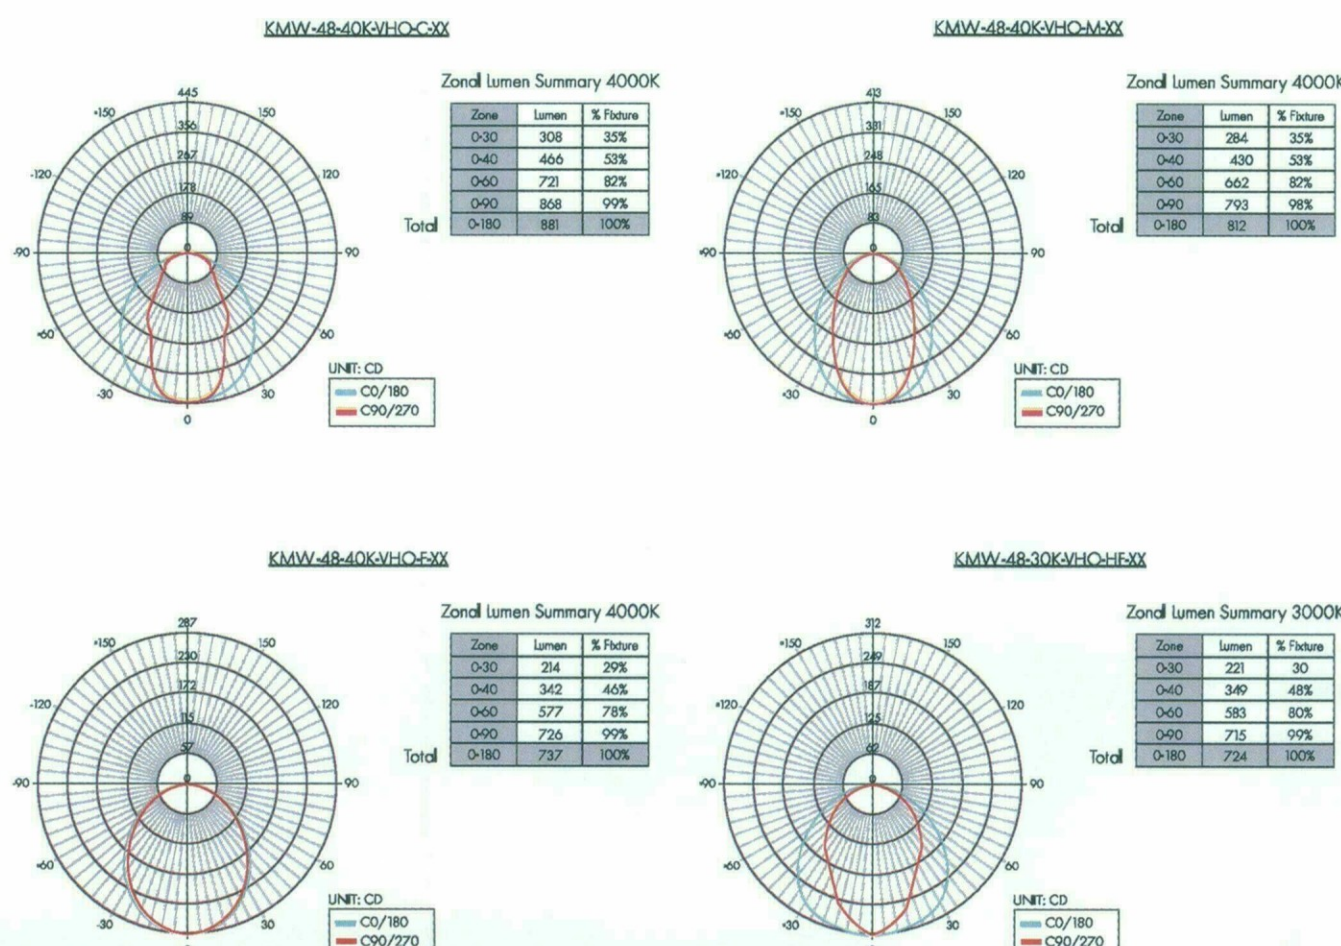 KMW-48-40K-VHO-C-XX
Zonal Lumen Summary 4000K
Zone Lumen % Fixture
0-30 308 35%
0-40 466 53%
0-60 721 82%
0-90 868 99%
Total 0-180 881 100%
445
356
267
178
89
0
-150 150
-120 120
-90 90
-60 60
-30 30
0
UNIT: CD
C0/180
C90/270
KMW-48-40K-VHO-M-XX
Zonal Lumen Summary 4000K
Zone Lumen % Fixture
0-30 284 35%
0-40 430 53%
0-60 662 82%
0-90 793 98%
Total 0-180 812 100%
413
331
248
165
83
0
-150 150
-120 120
-90 90
-60 60
-30 30
0
UNIT: CD
C0/180
C90/270
KMW-48-40K-VHO-F-XX
Zonal Lumen Summary 4000K
Zone Lumen % Fixture
0-30 214 29%
0-40 342 46%
0-60 577 78%
0-90 726 99%
Total 0-180 737 100%
287
230
172
115
57
0
-150 150
-120 120
-90 90
-60 60
-30 30
UNIT: CD
C0/180
C90/270
KMW-48-30K-VHO-HF-XX
Zonal Lumen Summary 3000K
Zone Lumen % Fixture
0-30 221 30
0-40 349 48%
0-60 583 80%
0-90 715 99%
Total 0-180 724 100%
312
249
187
125
62
0
-150 150
-120 120
-90 90
-60 60
-30 30
UNIT: CD
C0/180
C90/270